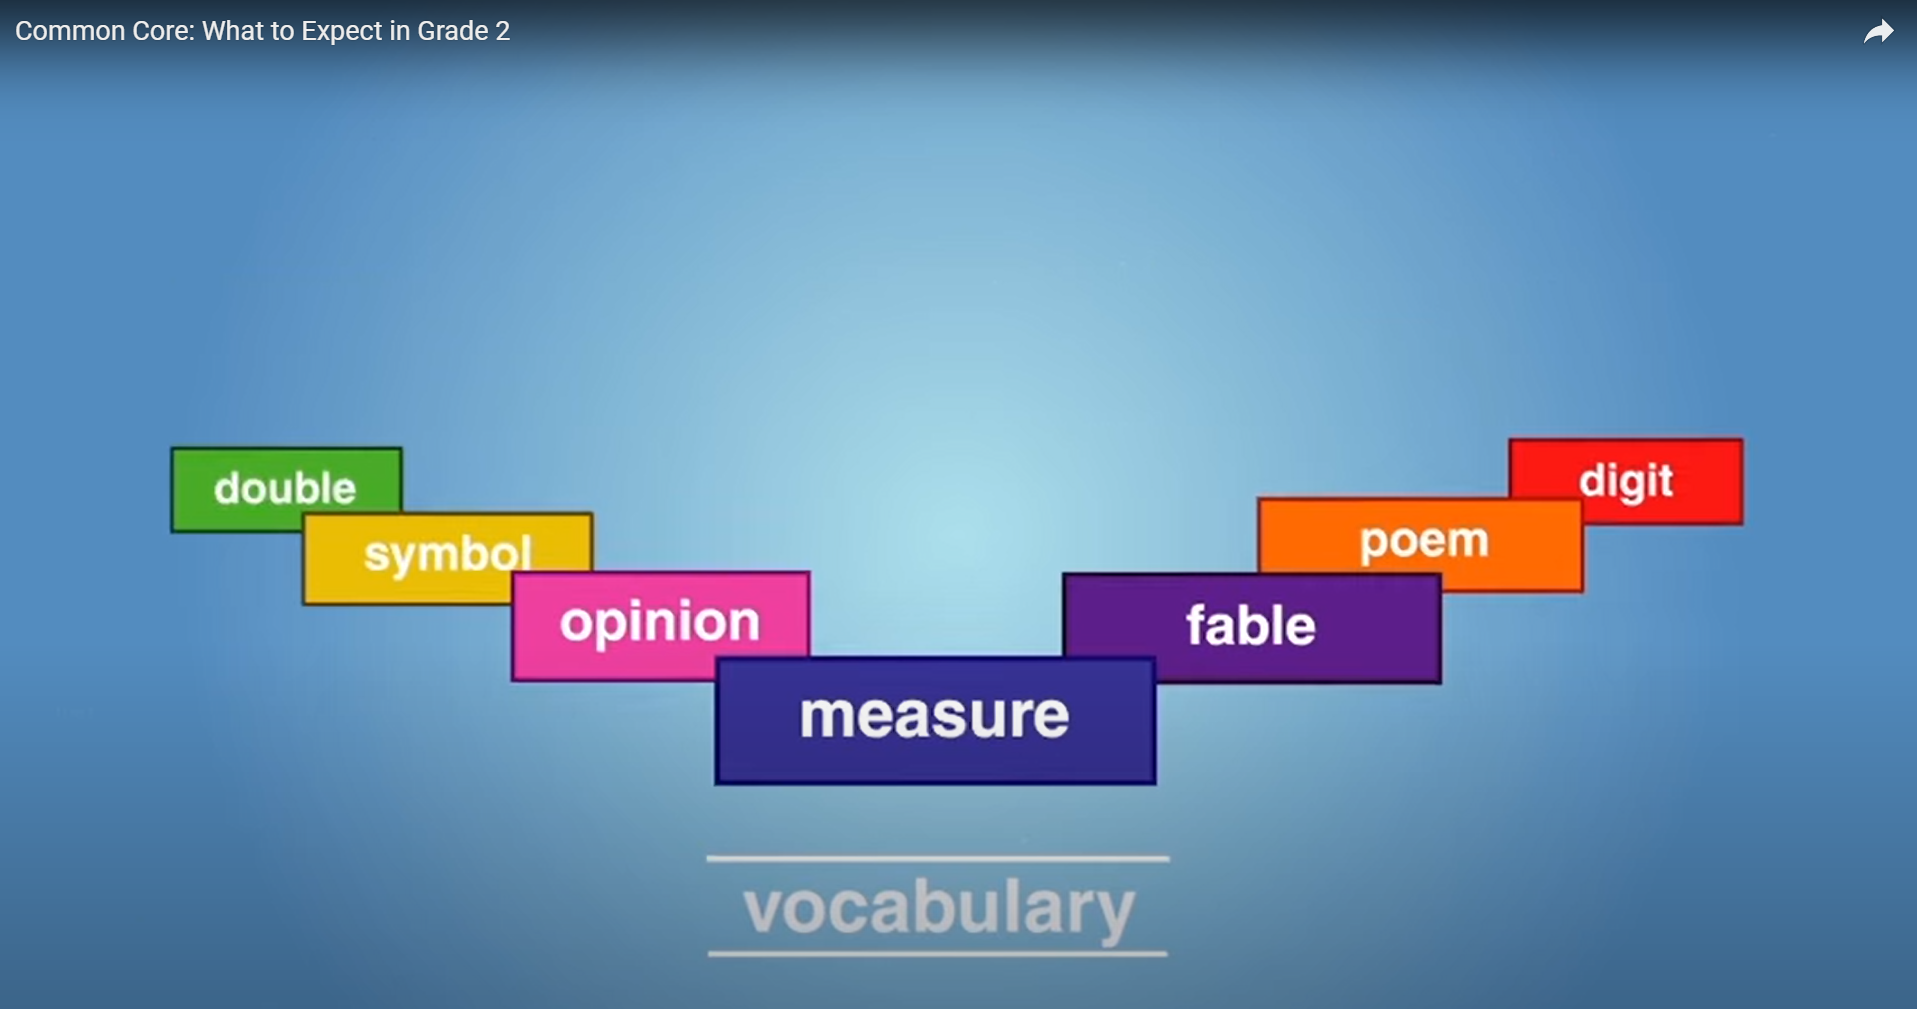 Common Core: What to Expect in Grade 2
double
symbol
opinion
measure
fable
poem
digit
vocabulary